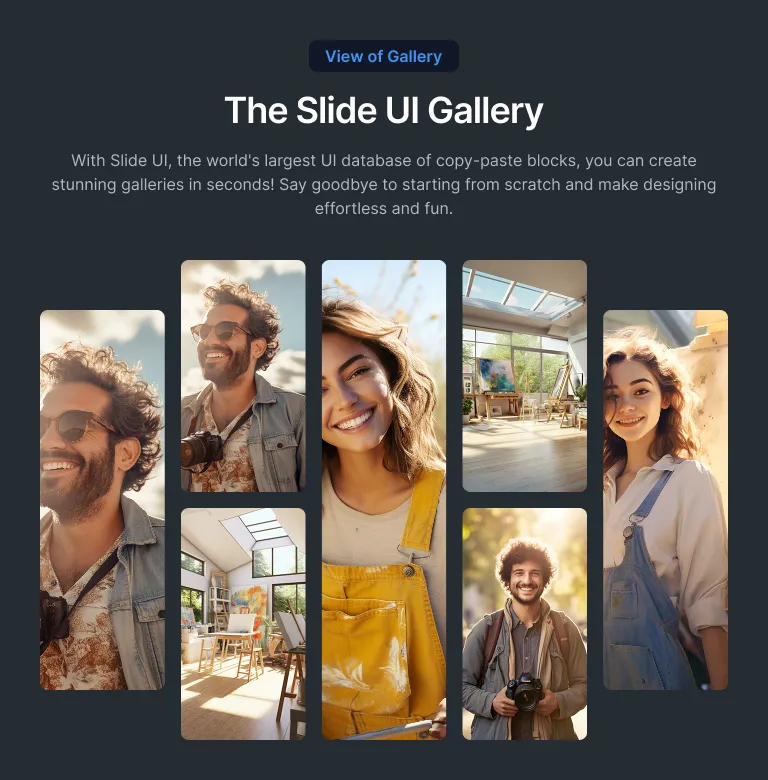 View of Gallery
The Slide UI Gallery
With Slide UI, the world's largest UI database of copy-paste blocks, you can create
stunning galleries in seconds! Say goodbye to starting from scratch and make designing
effortless and fun.